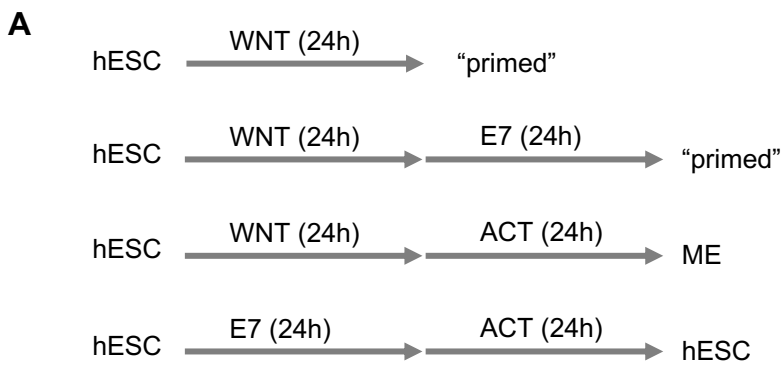 A
WNT (24h)
hESC “primed”
WNT (24h) E7 (24h)
hESC “primed”
WNT (24h) ACT (24h)
hESC ME
E7 (24h) ACT (24h)
hESC hESC